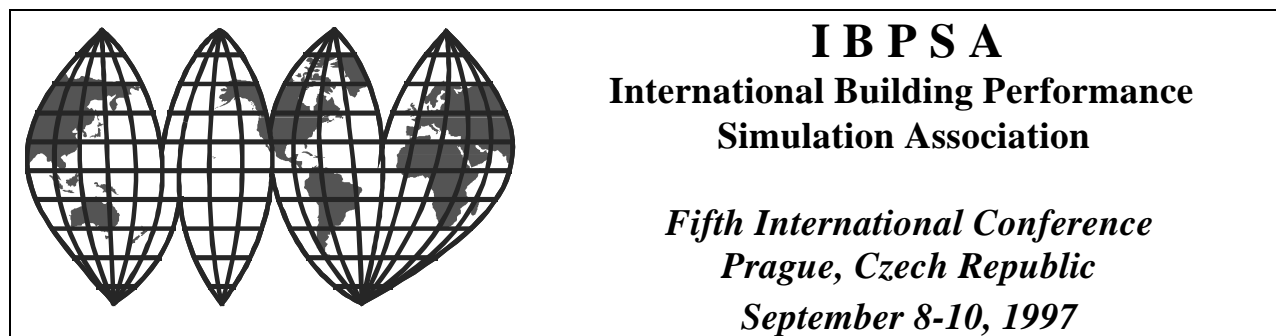 I B P S A
International Building Performance
Simulation Association
Fifth International Conference
Prague, Czech Republic
September 8-10, 1997